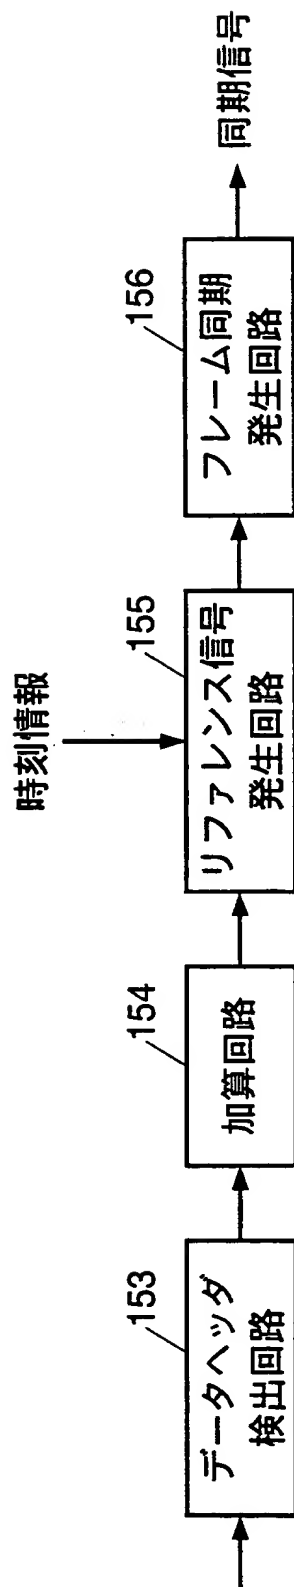 153
データヘッダ
検出回路
154
加算回路
時刻情報
155
リファレンス信号
発生回路
156
フレーム同期
発生回路
同期信号